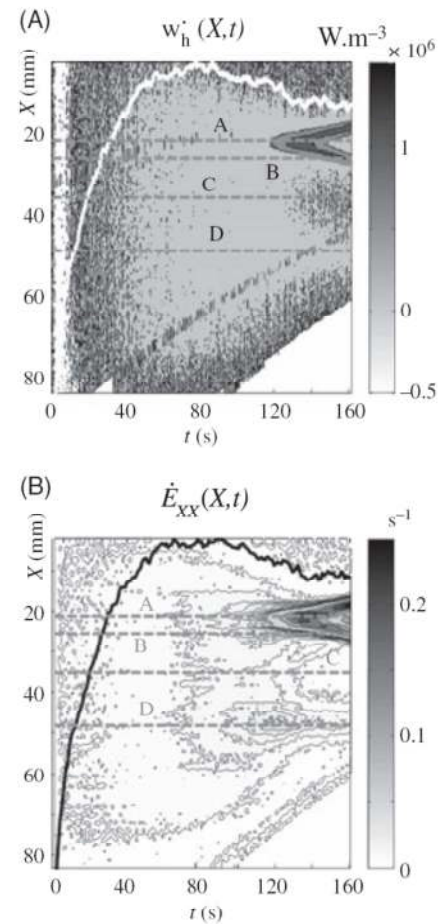 (A)
ẇ_h (X,t)
W.m⁻³
× 10⁶
X (mm)
20
40
60
80
A
B
C
D
1
0
−0.5
0 40 80 120 160
t (s)
(B)
Ė_XX(X,t)
s⁻¹
X (mm)
20
40
60
80
A
B
C
D
0.2
0.1
0
0 40 80 120 160
t (s)